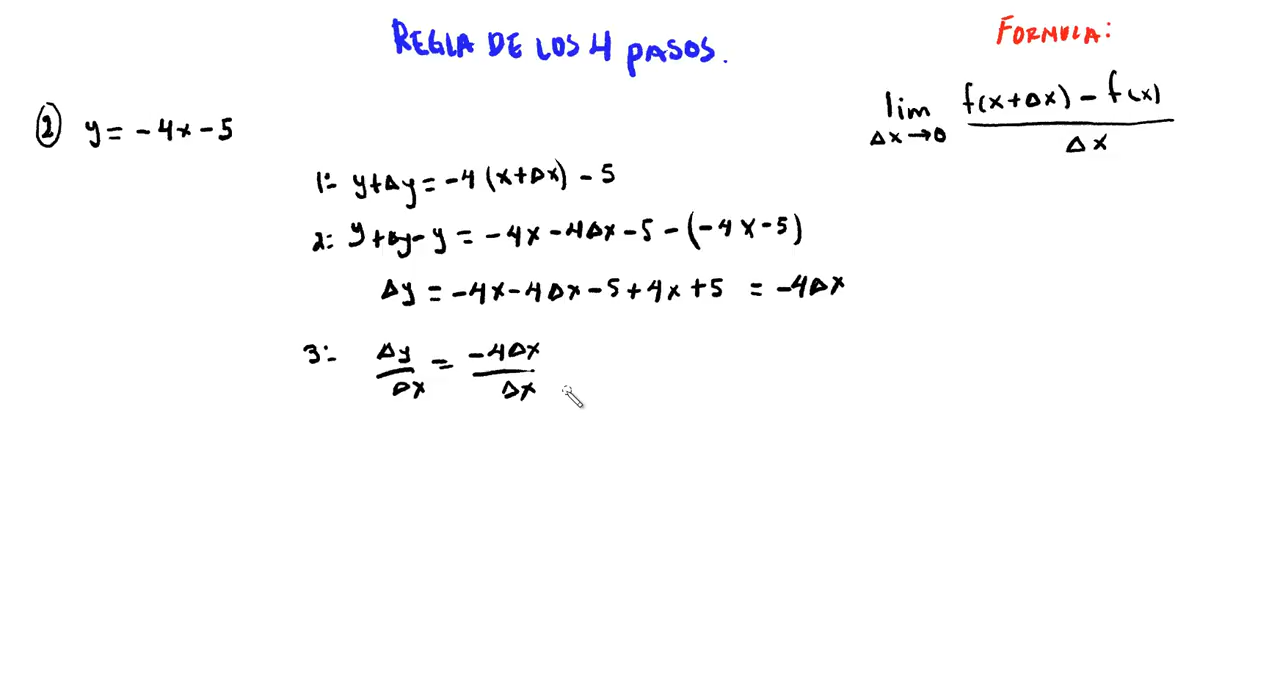 REGLA DE LOS 4 PASOS.
FORMULA:
lim Δx→0 f(x+Δx) – f(x) / Δx
② y = -4x - 5
1:- y+Δy = -4 (x+Δx) - 5
2: y+Δy-y = -4x -4Δx -5 - (-4x-5)
Δy = -4x-4Δx-5+4x+5 = -4Δx
3:- Δy/Δx = -4Δx/Δx